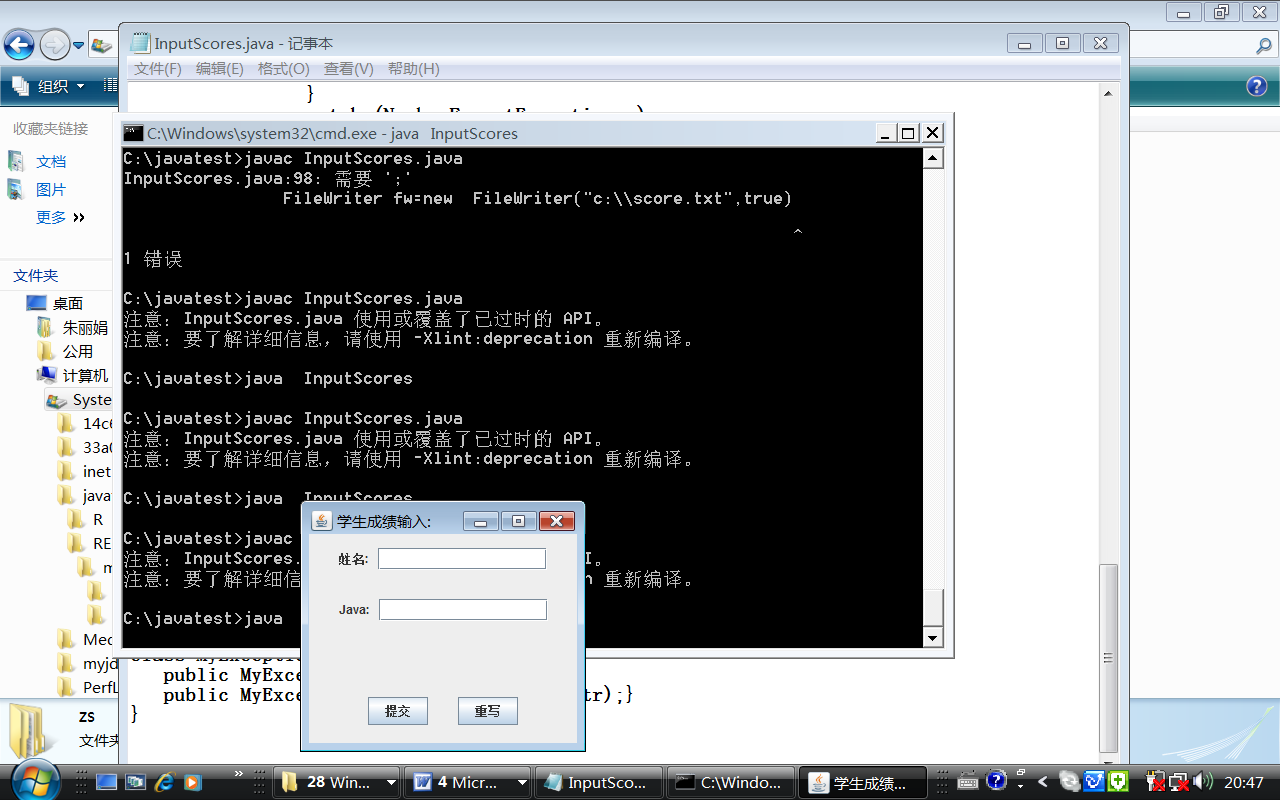 InputScores.java - 记事本
文件(F) 编辑(E) 格式(O) 查看(V) 帮助(H)
组织
}
收藏夹链接
文档
图片
更多 »
文件夹
桌面
朱丽娟
公用
计算机
Syste
14c6
33a0
inet
java
R
RE
m
Mec
myjd
PerfL
zs
文件夹
C:\Windows\system32\cmd.exe - java InputScores
C:\javatest>javac InputScores.java
InputScores.java:98: 需要 ';'
FileWriter fw=new FileWriter("c:\\score.txt",true)
^
1 错误
C:\javatest>javac InputScores.java
注意: InputScores.java 使用或覆盖了已过时的 API。
注意: 要了解详细信息，请使用 -Xlint:deprecation 重新编译。
C:\javatest>java InputScores
C:\javatest>javac InputScores.java
注意: InputScores.java 使用或覆盖了已过时的 API。
注意: 要了解详细信息，请使用 -Xlint:deprecation 重新编译。
C:\javatest>java InputScores
C:\javatest>javac
注意: InputScores
I。
注意: 要了解详细信
n 重新编译。
C:\javatest>java
学生成绩输入:
姓名:
Java:
提交 重写
public MyExce
public MyExce
tr);}
}
28 Win... 4 Micr... InputSco... C:\Windo... 学生成绩... 20:47